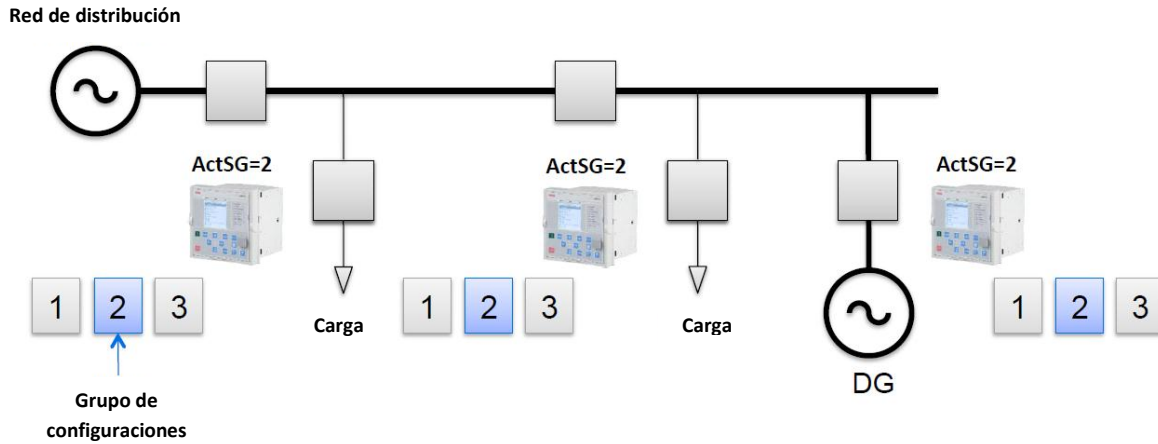 Red de distribución
ActSG=2
ActSG=2
ActSG=2
1 2 3
Carga
1 2 3
Carga
1 2 3
DG
Grupo de
configuraciones